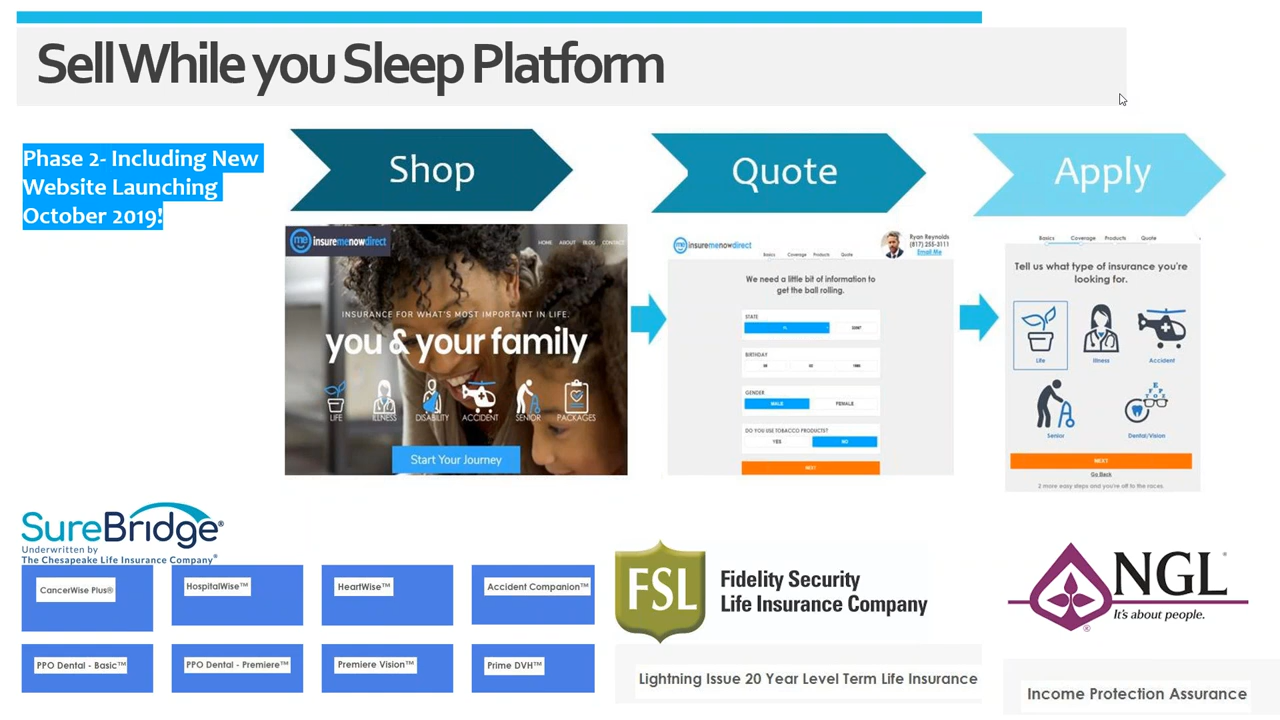 Sell While you Sleep Platform
Phase 2- Including New
Website Launching
October 2019!
Shop
Quote
Apply
me insuremenowdirect
HOME ABOUT BLOG CONTACT
INSURANCE FOR WHAT'S MOST IMPORTANT IN LIFE.
you & your family
LIFE ILLNESS DISABILITY ACCIDENT SENIOR PACKAGES
Start Your Journey
me insuremenowdirect
Ryan Reynolds
(817) 255-3111
Email Me
Basics Coverage Products Quote
We need a little bit of information to
get the ball rolling.
STATE
BIRTHDAY
GENDER
MALE FEMALE
DO YOU USE TOBACCO PRODUCTS?
YES NO
NEXT
Basics Coverage Products Quote
Tell us what type of insurance you're
looking for.
Life Illness Accident
Senior Dental/Vision
NEXT
Go Back
2 more easy steps and you're off to the races.
SureBridge®
Underwritten by
The Chesapeake Life Insurance Company®
CancerWise Plus® HospitalWise™ HeartWise™ Accident Companion™
PPO Dental - Basic™ PPO Dental - Premiere™ Premiere Vision™ Prime DVH™
FSL
Fidelity Security
Life Insurance Company
Lightning Issue 20 Year Level Term Life Insurance
NGL®
It's about people.
®
Income Protection Assurance